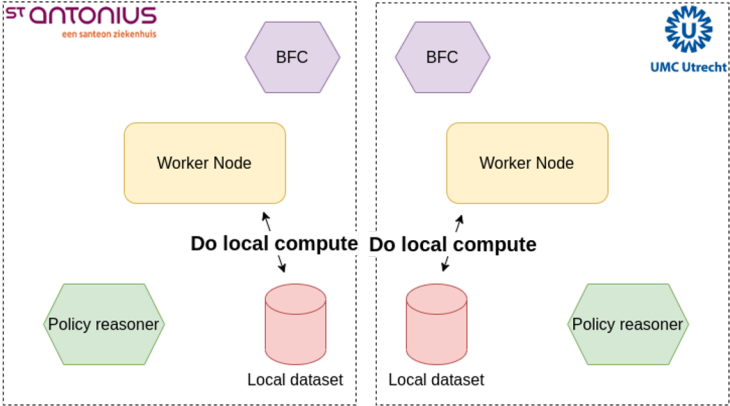 ST ANTONIUS
een santeon ziekenhuis
BFC
Worker Node
Do local compute
Policy reasoner
Local dataset
BFC
UMC Utrecht
Worker Node
Do local compute
Local dataset
Policy reasoner